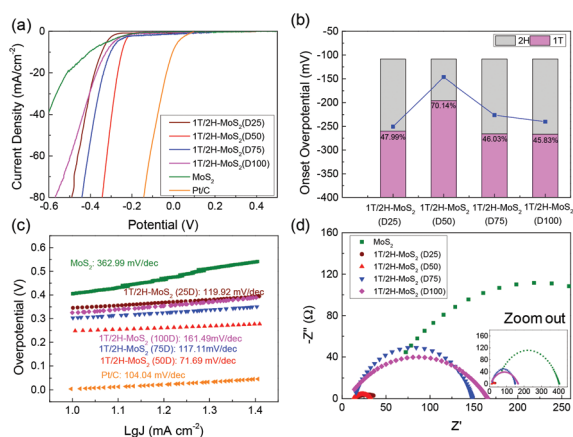 (a)
Current Density (mA/cm⁻²)
0
-20
-40
-60
-80
-0.6 -0.4 -0.2 0.0 0.2 0.4
Potential (V)
1T/2H-MoS₂(D25)
1T/2H-MoS₂(D50)
1T/2H-MoS₂(D75)
1T/2H-MoS₂(D100)
MoS₂
Pt/C
(b)
Onset Overpotential (mV)
-50
-100
-150
-200
-250
-300
-350
-400
2H 1T
47.99% 70.14% 46.03% 45.83%
1T/2H-MoS₂ 1T/2H-MoS₂ 1T/2H-MoS₂ 1T/2H-MoS₂
(D25) (D50) (D75) (D100)
(c)
Overpotential (mV)
0.6
0.5
0.4
0.3
0.2
0.1
0.0
MoS₂: 362.99 mV/dec
1T/2H-MoS₂ (25D): 119.92 mV/dec
1T/2H-MoS₂ (100D): 161.49mV/dec
1T/2H-MoS₂ (75D): 117.11mV/dec
1T/2H-MoS₂ (50D): 71.69 mV/dec
Pt/C: 104.04 mV/dec
1.0 1.1 1.2 1.3 1.4
LgJ (mA cm⁻²)
(d)
-Z" (Ω)
160
120
80
40
0
MoS₂
1T/2H-MoS₂ (D25)
1T/2H-MoS₂ (D50)
1T/2H-MoS₂ (D75)
1T/2H-MoS₂ (D100)
Zoom out
120
80
40
0
0 100 200 300 400
0 50 100 150 200 250
Z'